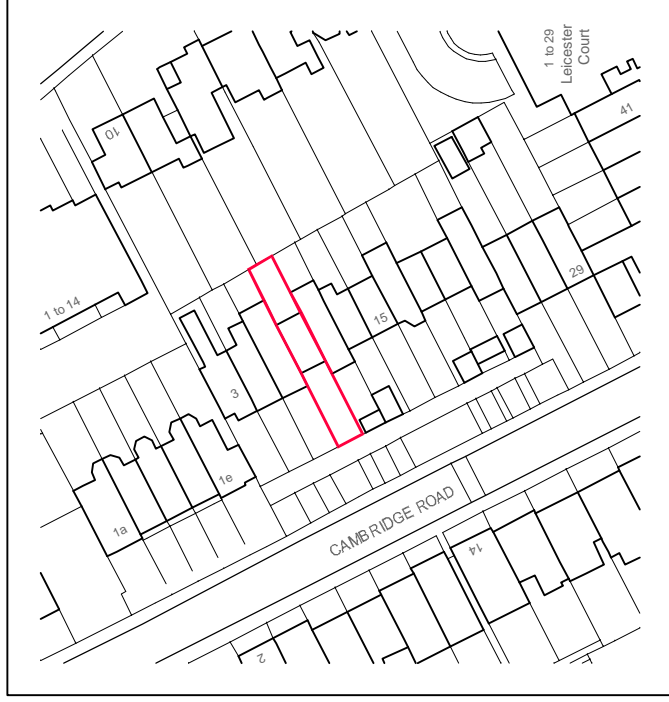 1 to 29
Leicester
Court
41
10
29
1 to 14
15
3
1e
1a
CAMBRIDGE ROAD
14
2